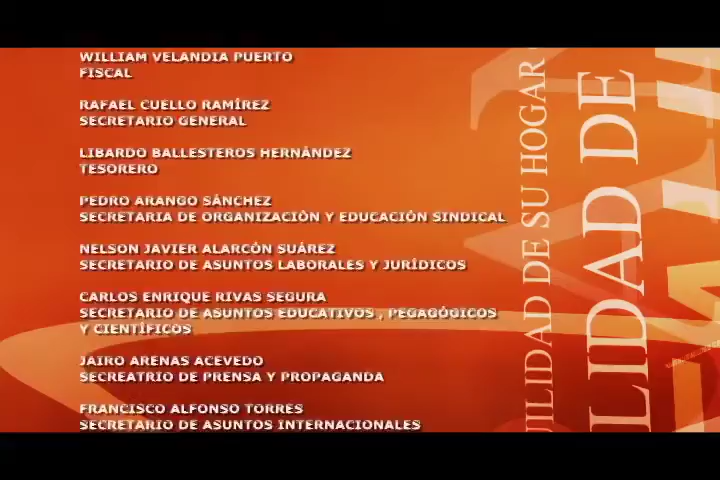 WILLIAM VELANDIA PUERTO
FISCAL
RAFAEL CUELLO RAMÍREZ
SECRETARIO GENERAL
LIBARDO BALLESTEROS HERNÁNDEZ
TESORERO
PEDRO ARANGO SÁNCHEZ
SECRETARIA DE ORGANIZACIÓN Y EDUCACIÓN SINDICAL
NELSON JAVIER ALARCÓN SUÁREZ
SECRETARIO DE ASUNTOS LABORALES Y JURÍDICOS
CARLOS ENRIQUE RIVAS SEGURA
SECRETARIO DE ASUNTOS EDUCATIVOS , PEGAGÓGICOS
Y CIENTÍFICOS
JAIRO ARENAS ACEVEDO
SECREATRIO DE PRENSA Y PROPAGANDA
FRANCISCO ALFONSO TORRES
SECRETARIO DE ASUNTOS INTERNACIONALES
UILIDAD DE SU HOGAR
LIDAD DE